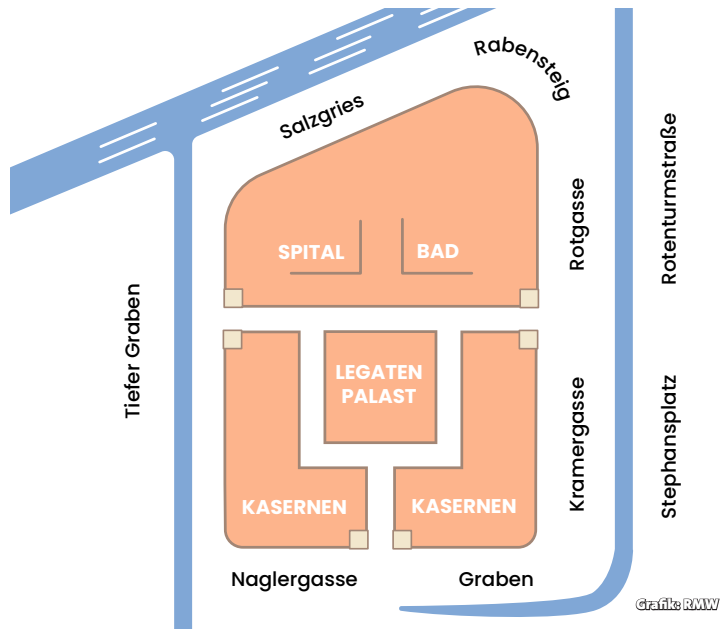 Rabensteig
Salzgries
Rotenturmstraße
Rotgasse
SPITAL
BAD
Tiefer Graben
LEGATEN
PALAST
Kramergasse
Stephansplatz
KASERNEN
KASERNEN
Naglergasse
Graben
Grafik: RMW